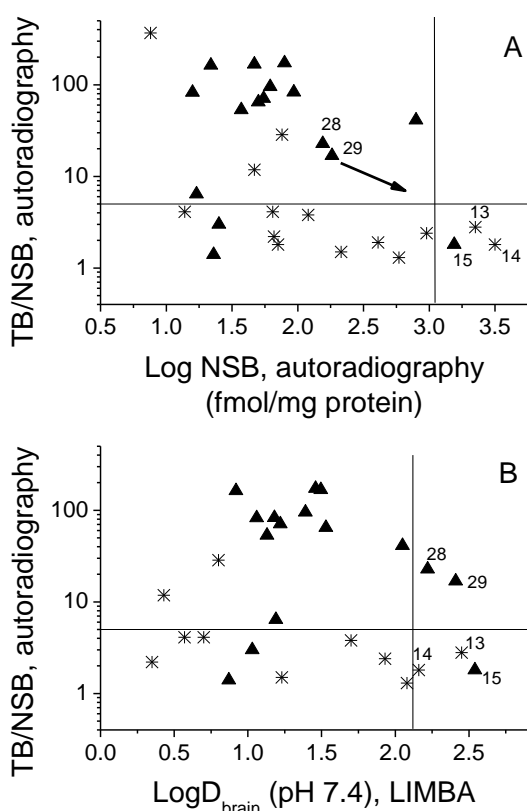 A
TB/NSB, autoradiography
100
10
1
28
29
13
15
14
0.5 1.0 1.5 2.0 2.5 3.0 3.5
Log NSB, autoradiography
(fmol/mg protein)
B
TB/NSB, autoradiography
100
10
1
28
29
14
13
15
0.0 0.5 1.0 1.5 2.0 2.5
LogD_brain (pH 7.4), LIMBA